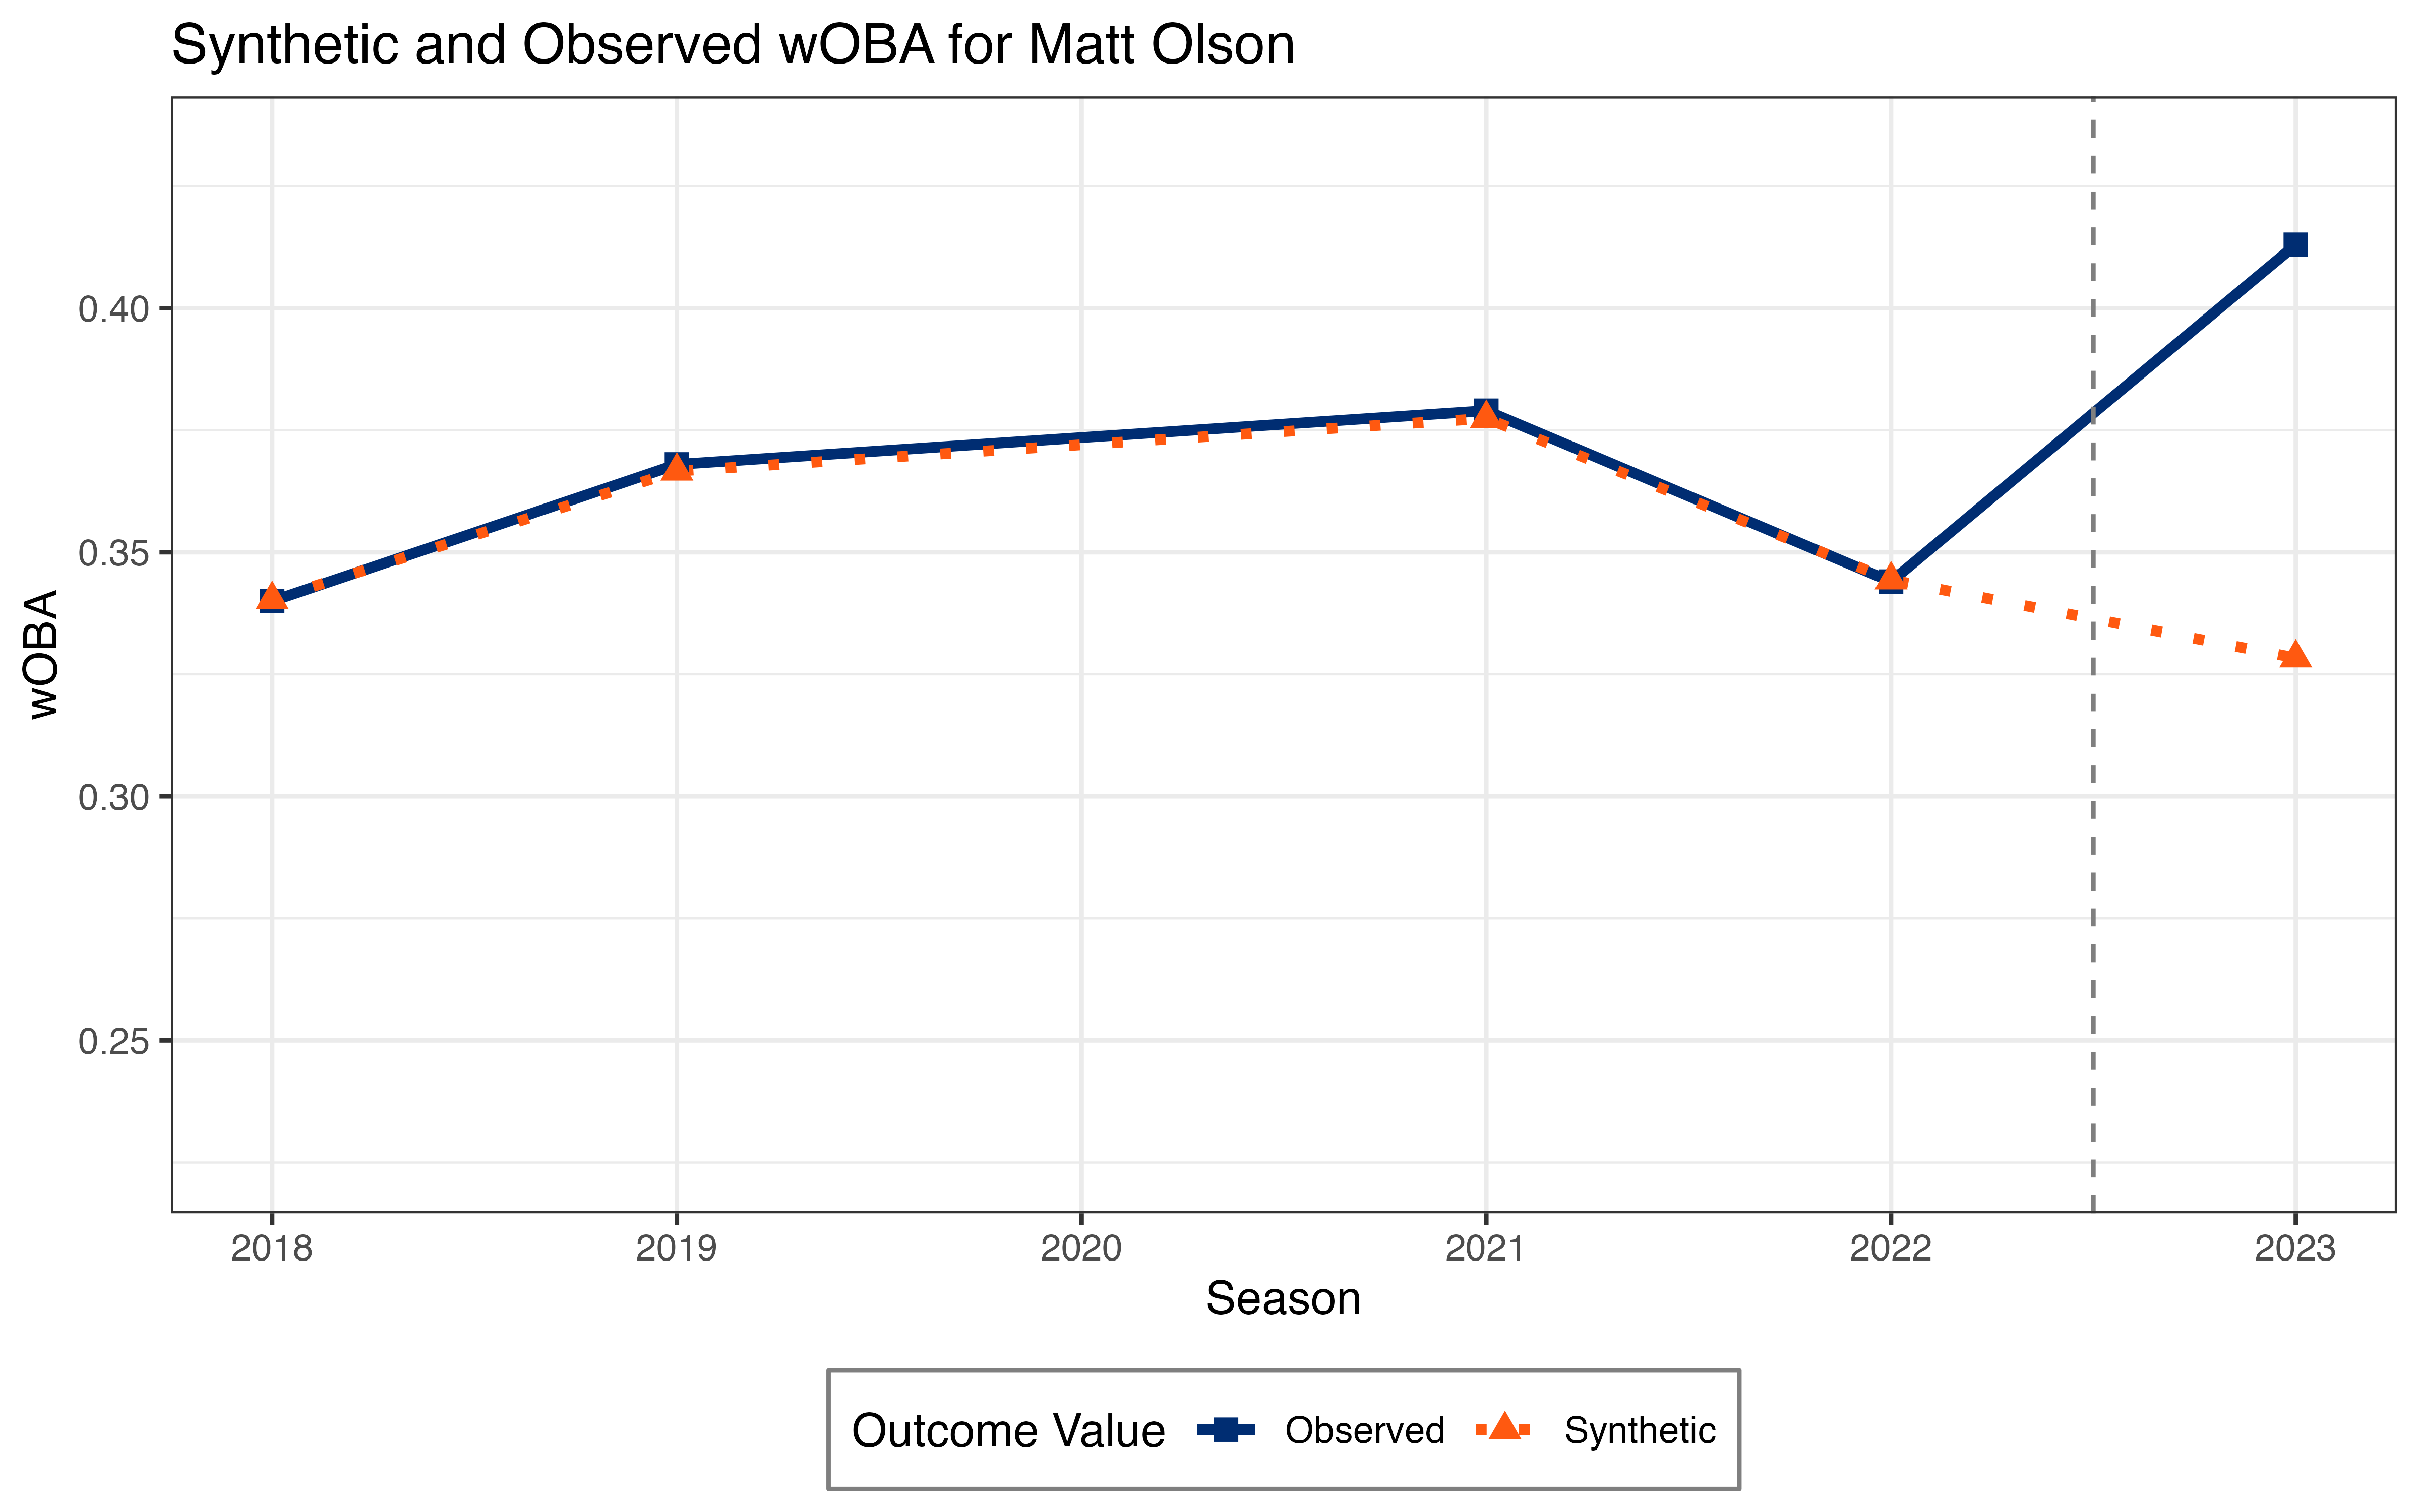 Synthetic and Observed wOBA for Matt Olson
wOBA
0.40
0.35
0.30
0.25
2018 2019 2020 2021 2022 2023
Season
Outcome Value Observed Synthetic